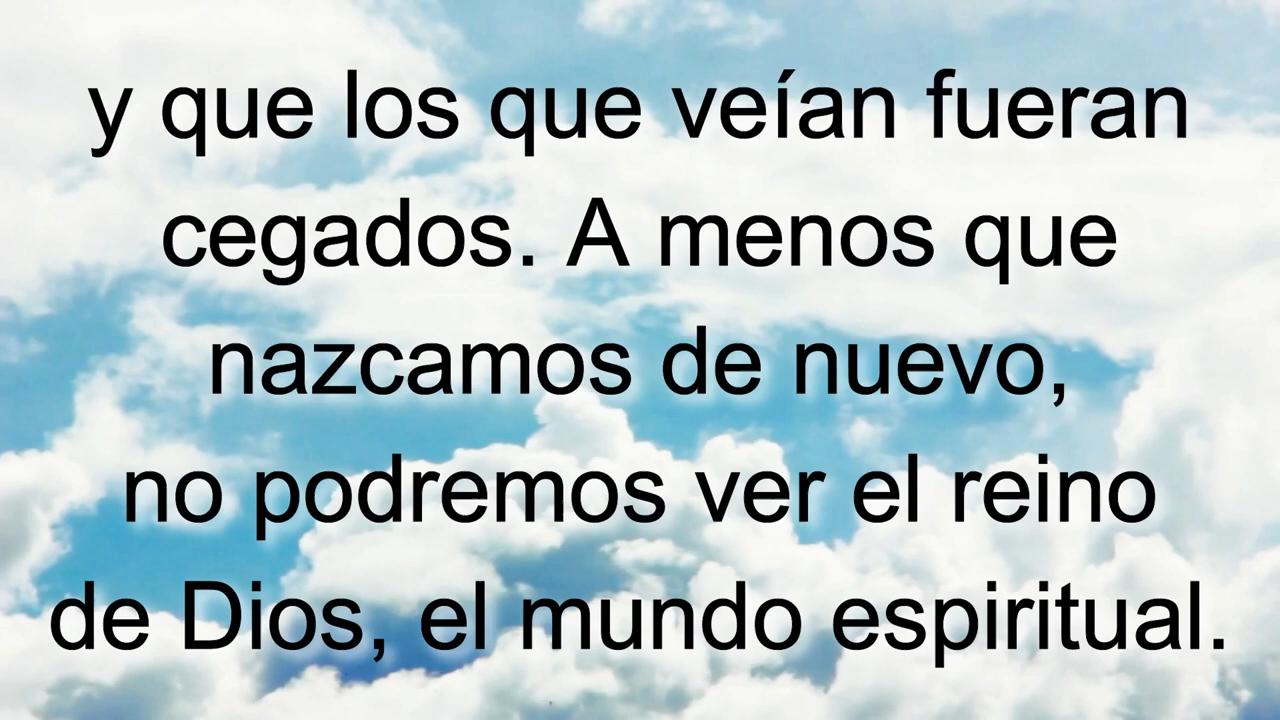 y que los que veían fueran
cegados. A menos que
nazcamos de nuevo,
no podremos ver el reino
de Dios, el mundo espiritual.